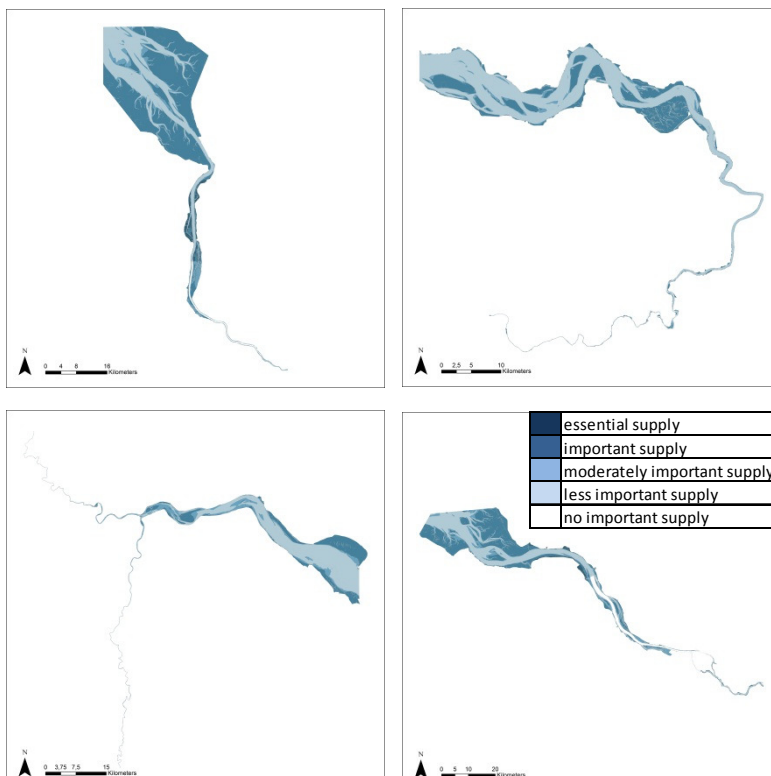 N
0 4 8 16
Kilometers
N
0 2,5 5 10
Kilometers
essential supply
important supply
moderately important supply
less important supply
no important supply
N
0 3,75 7,5 15
Kilometers
N
0 5 10 20
Kilometers